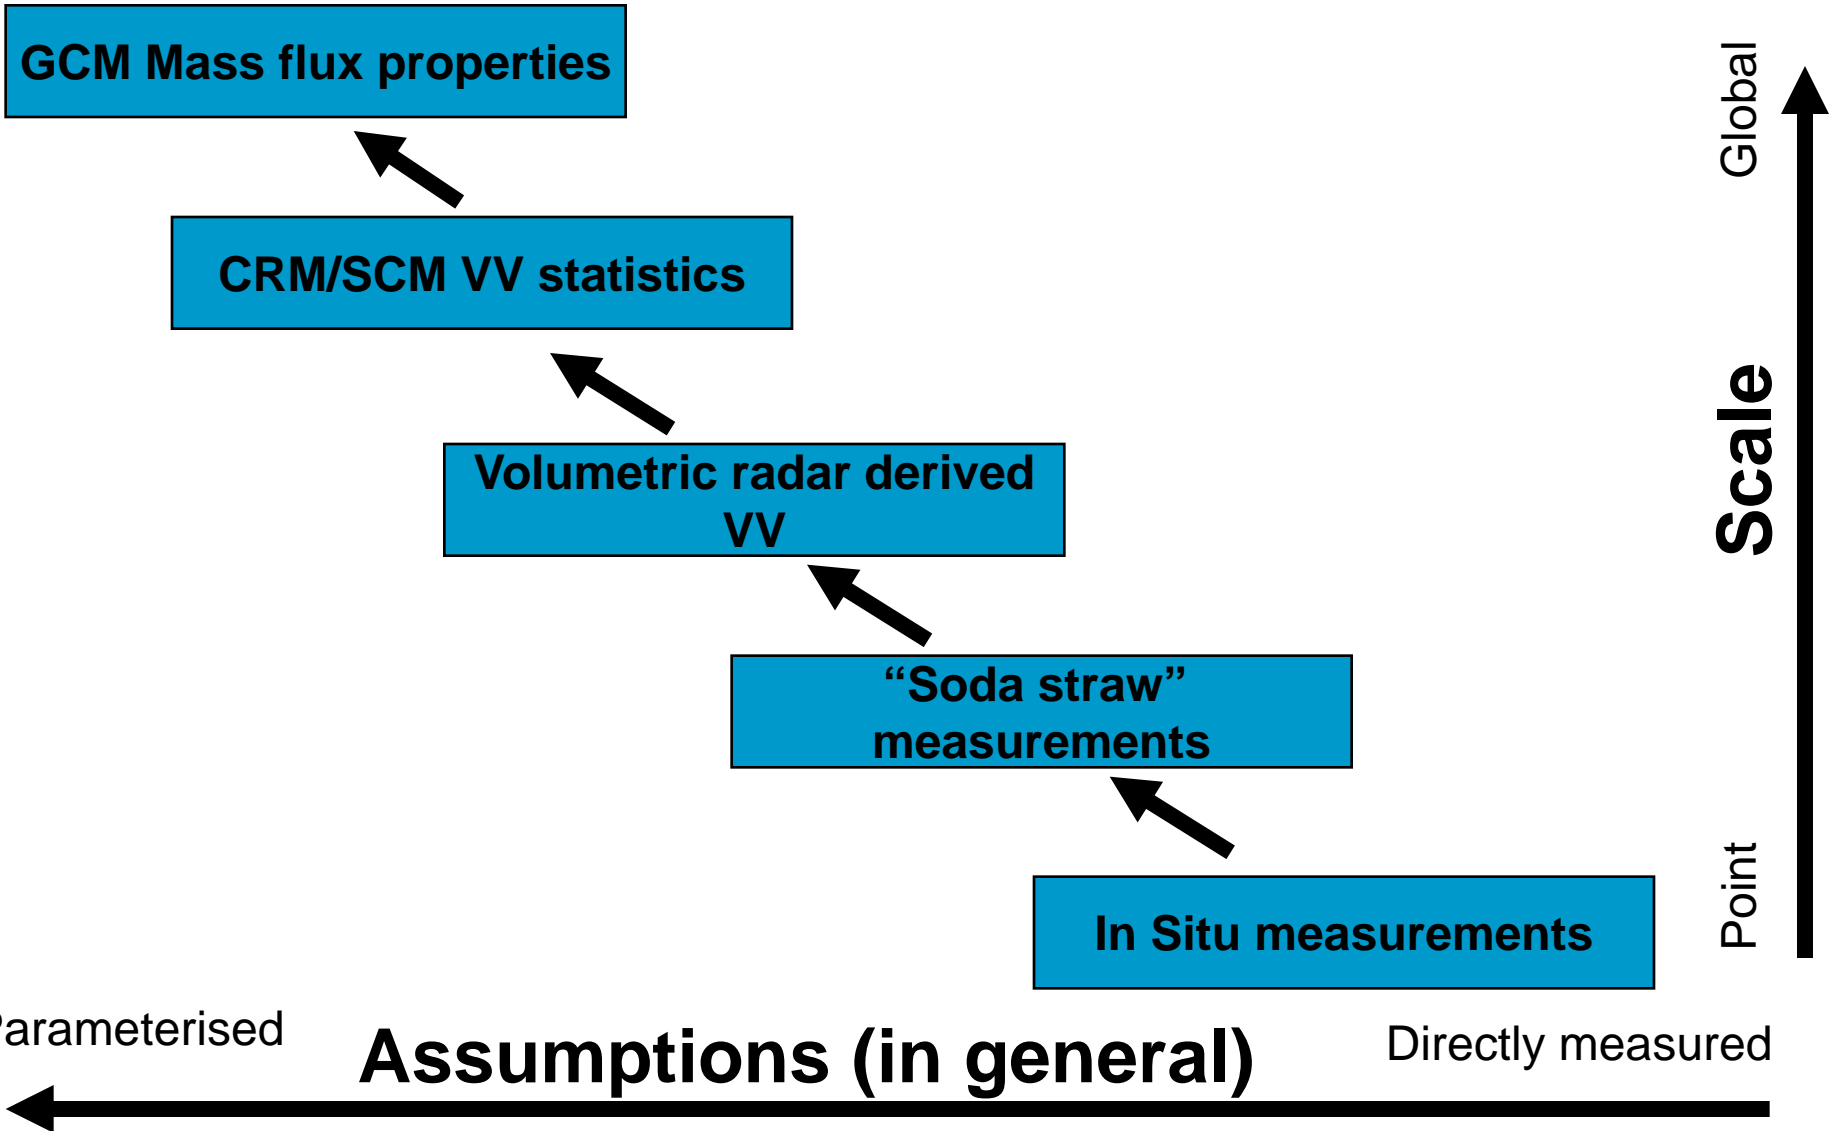 GCM Mass flux properties
Global
CRM/SCM VV statistics
Scale
Volumetric radar derived
VV
“Soda straw”
measurements
Point
In Situ measurements
Parameterised
Assumptions (in general)
Directly measured